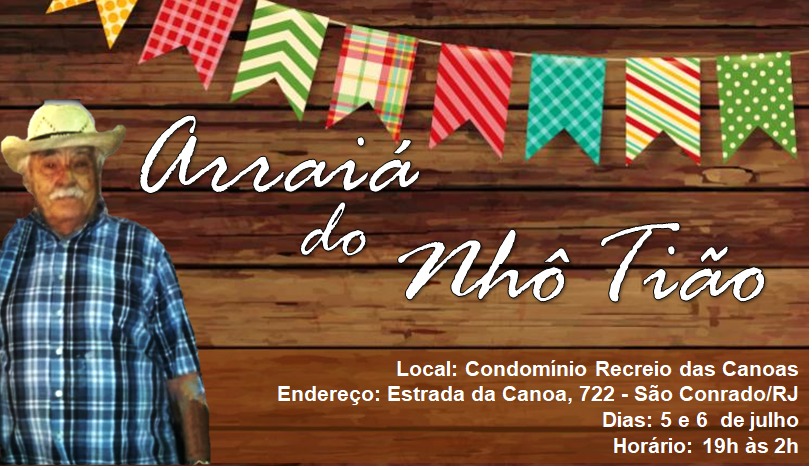 Arraiá
do
Nhô Tião
Local: Condomínio Recreio das Canoas
Endereço: Estrada da Canoa, 722 - São Conrado/RJ
Dias: 5 e 6 de julho
Horário: 19h às 2h